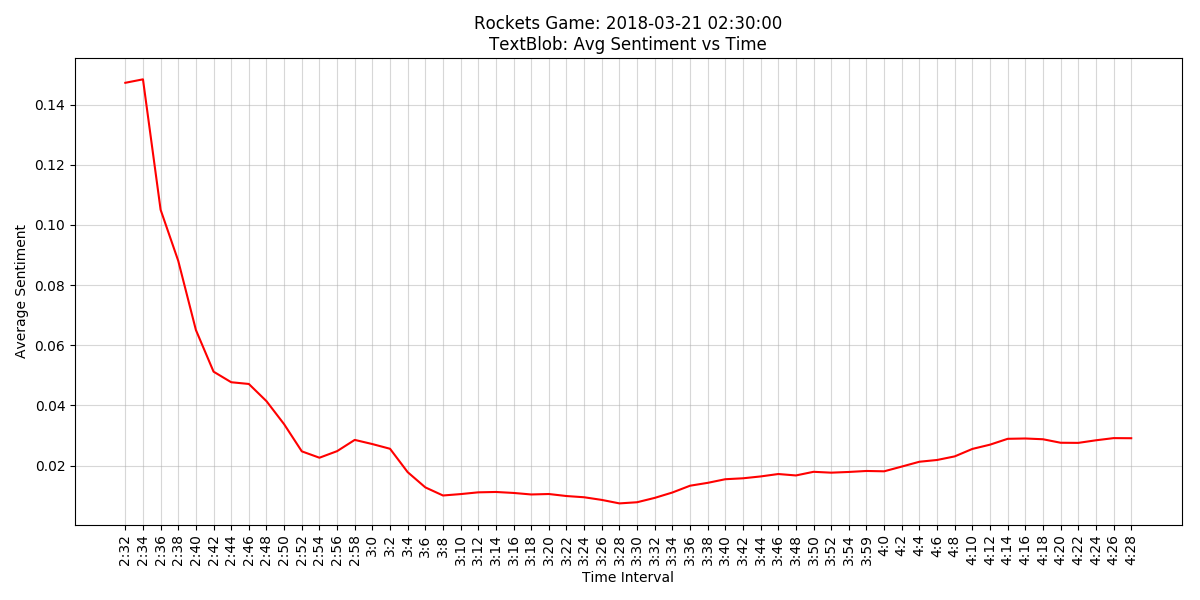 Rockets Game: 2018-03-21 02:30:00
TextBlob: Avg Sentiment vs Time
Average Sentiment
0.14
0.12
0.10
0.08
0.06
0.04
0.02
2:32 2:34 2:36 2:38 2:40 2:42 2:44 2:46 2:48 2:50 2:52 2:54 2:56 2:58 3:0 3:2 3:4 3:6 3:8 3:10 3:12 3:14 3:16 3:18 3:20 3:22 3:24 3:26 3:28 3:30 3:32 3:34 3:36 3:38 3:40 3:42 3:44 3:46 3:48 3:50 3:52 3:54 3:59 4:0 4:2 4:4 4:6 4:8 4:10 4:12 4:14 4:16 4:18 4:20 4:22 4:24 4:26 4:28
Time Interval